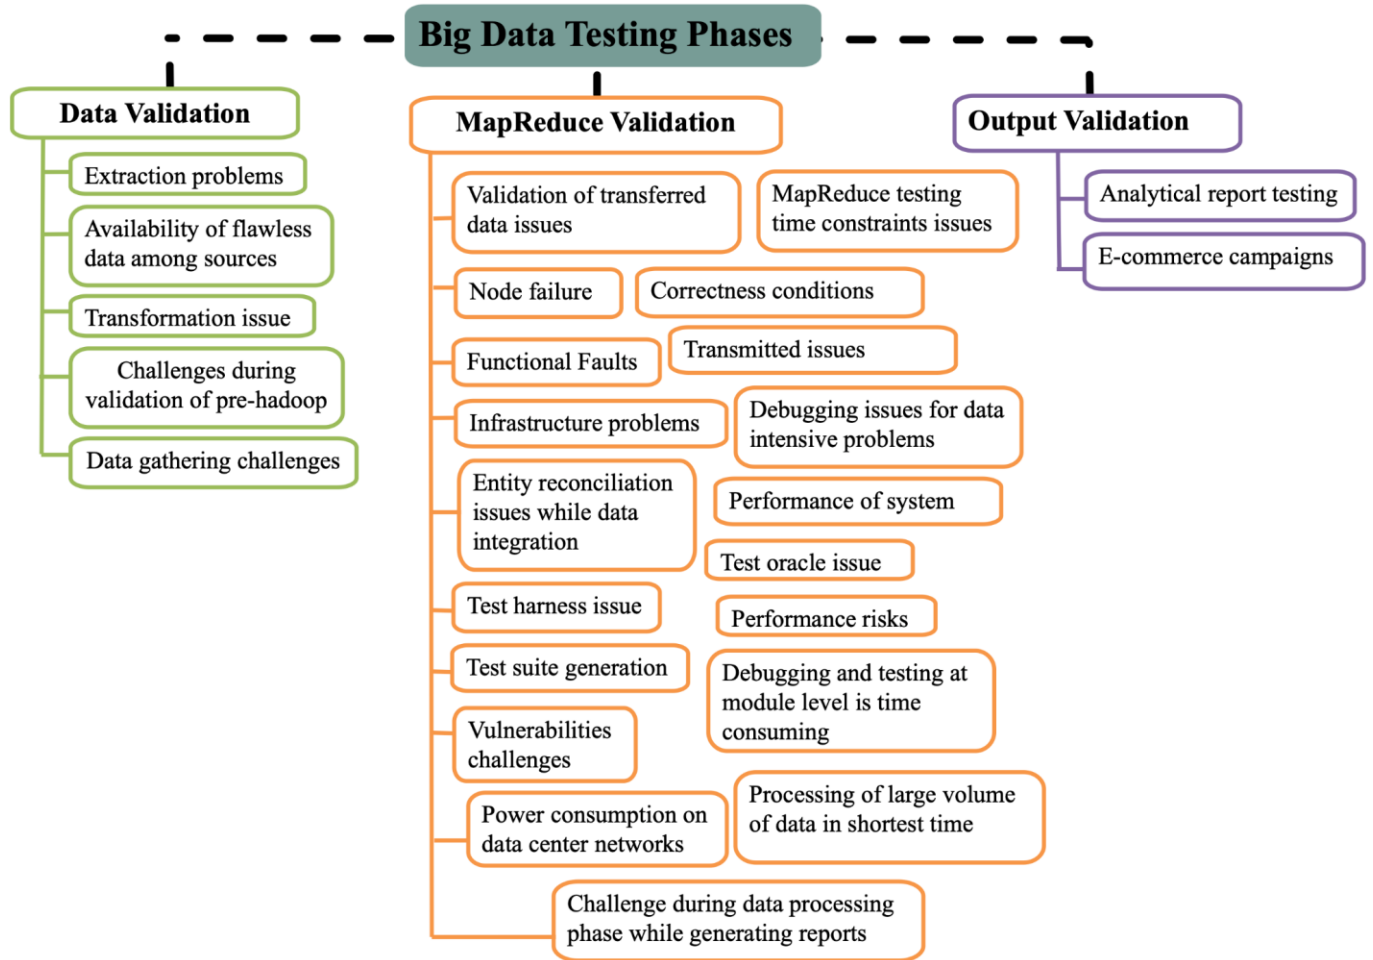 Big Data Testing Phases
Data Validation
Extraction problems
Availability of flawless
data among sources
Transformation issue
Challenges during
validation of pre-hadoop
Data gathering challenges
MapReduce Validation
Validation of transferred
data issues
MapReduce testing
time constraints issues
Node failure
Correctness conditions
Functional Faults
Transmitted issues
Infrastructure problems
Debugging issues for data
intensive problems
Entity reconciliation
issues while data
integration
Performance of system
Test oracle issue
Test harness issue
Performance risks
Test suite generation
Debugging and testing at
module level is time
consuming
Vulnerabilities
challenges
Power consumption on
data center networks
Processing of large volume
of data in shortest time
Challenge during data processing
phase while generating reports
Output Validation
Analytical report testing
E-commerce campaigns